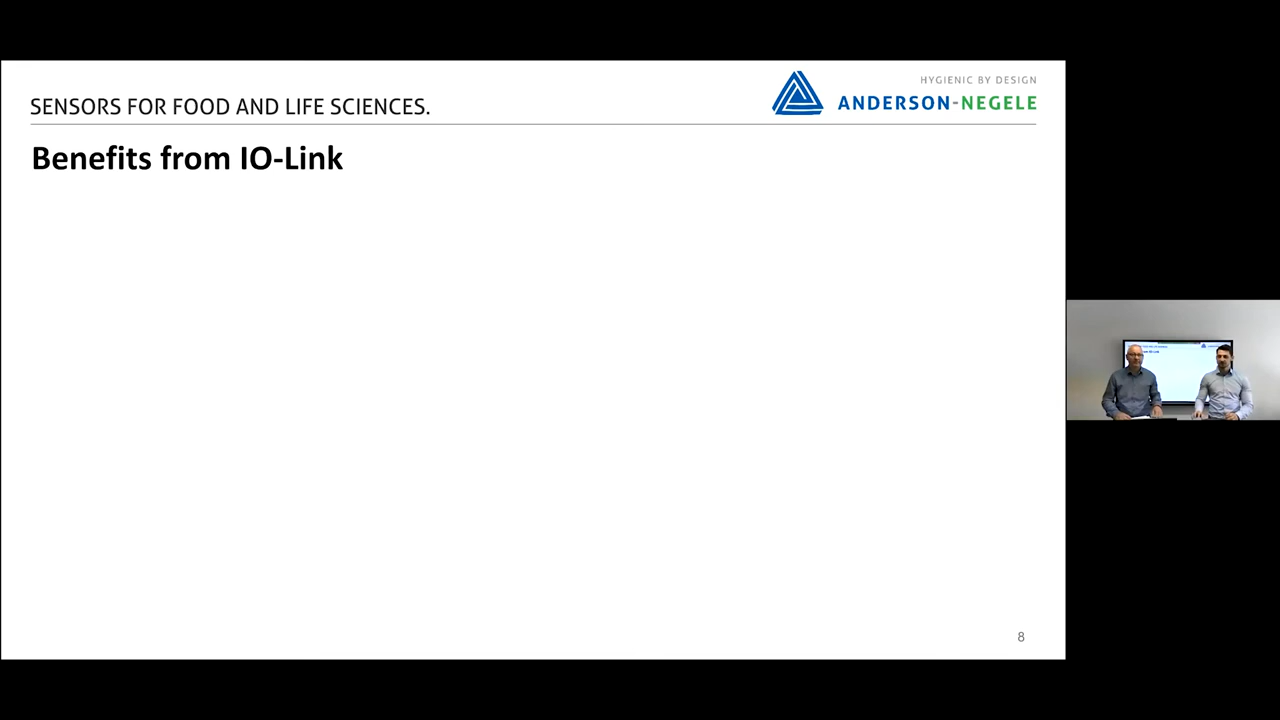 HYGIENIC BY DESIGN
SENSORS FOR FOOD AND LIFE SCIENCES.
ANDERSON-NEGELE
Benefits from IO-Link
8